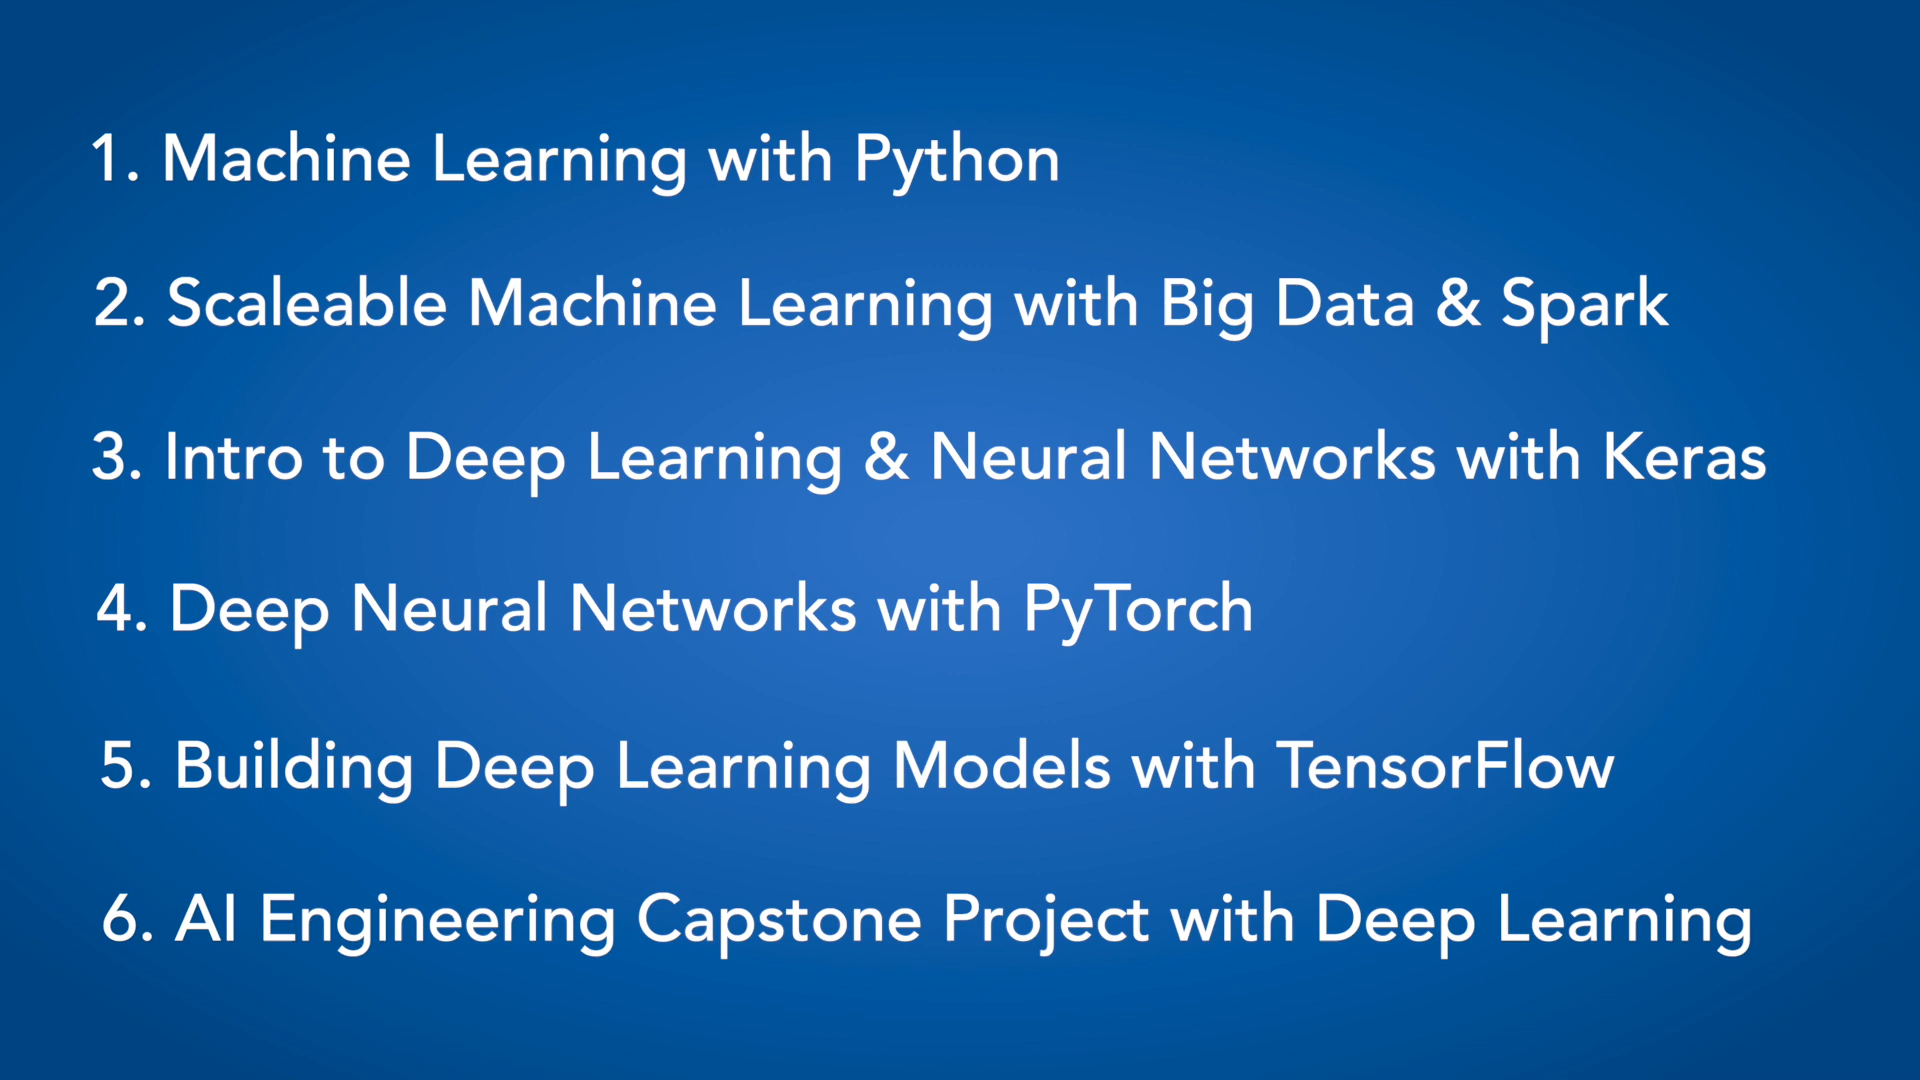 1. Machine Learning with Python
2. Scaleable Machine Learning with Big Data & Spark
3. Intro to Deep Learning & Neural Networks with Keras
4. Deep Neural Networks with PyTorch
5. Building Deep Learning Models with TensorFlow
6. AI Engineering Capstone Project with Deep Learning